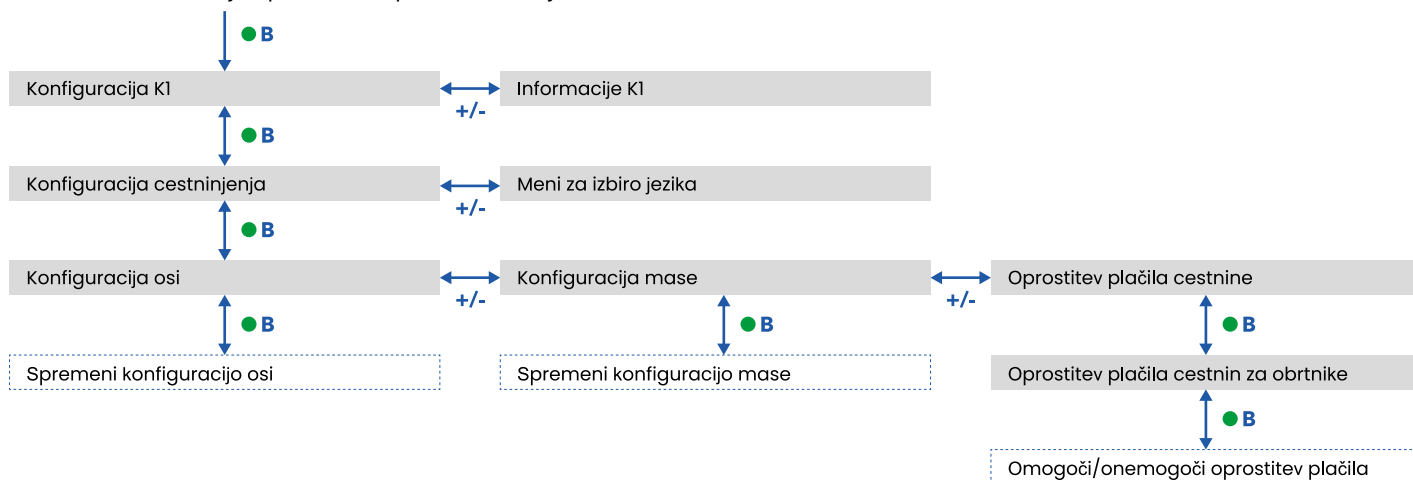 B
Konfiguracija K1
+/-
Informacije K1
B
Konfiguracija cestninjenja
+/-
Meni za izbiro jezika
B
Konfiguracija osi
+/-
Konfiguracija mase
+/-
Oprostitev plačila cestnine
B
B
B
Spremeni konfiguracijo osi
Spremeni konfiguracijo mase
Oprostitev plačila cestnin za obrtnike
B
Omogoči/onemogoči oprostitev plačila